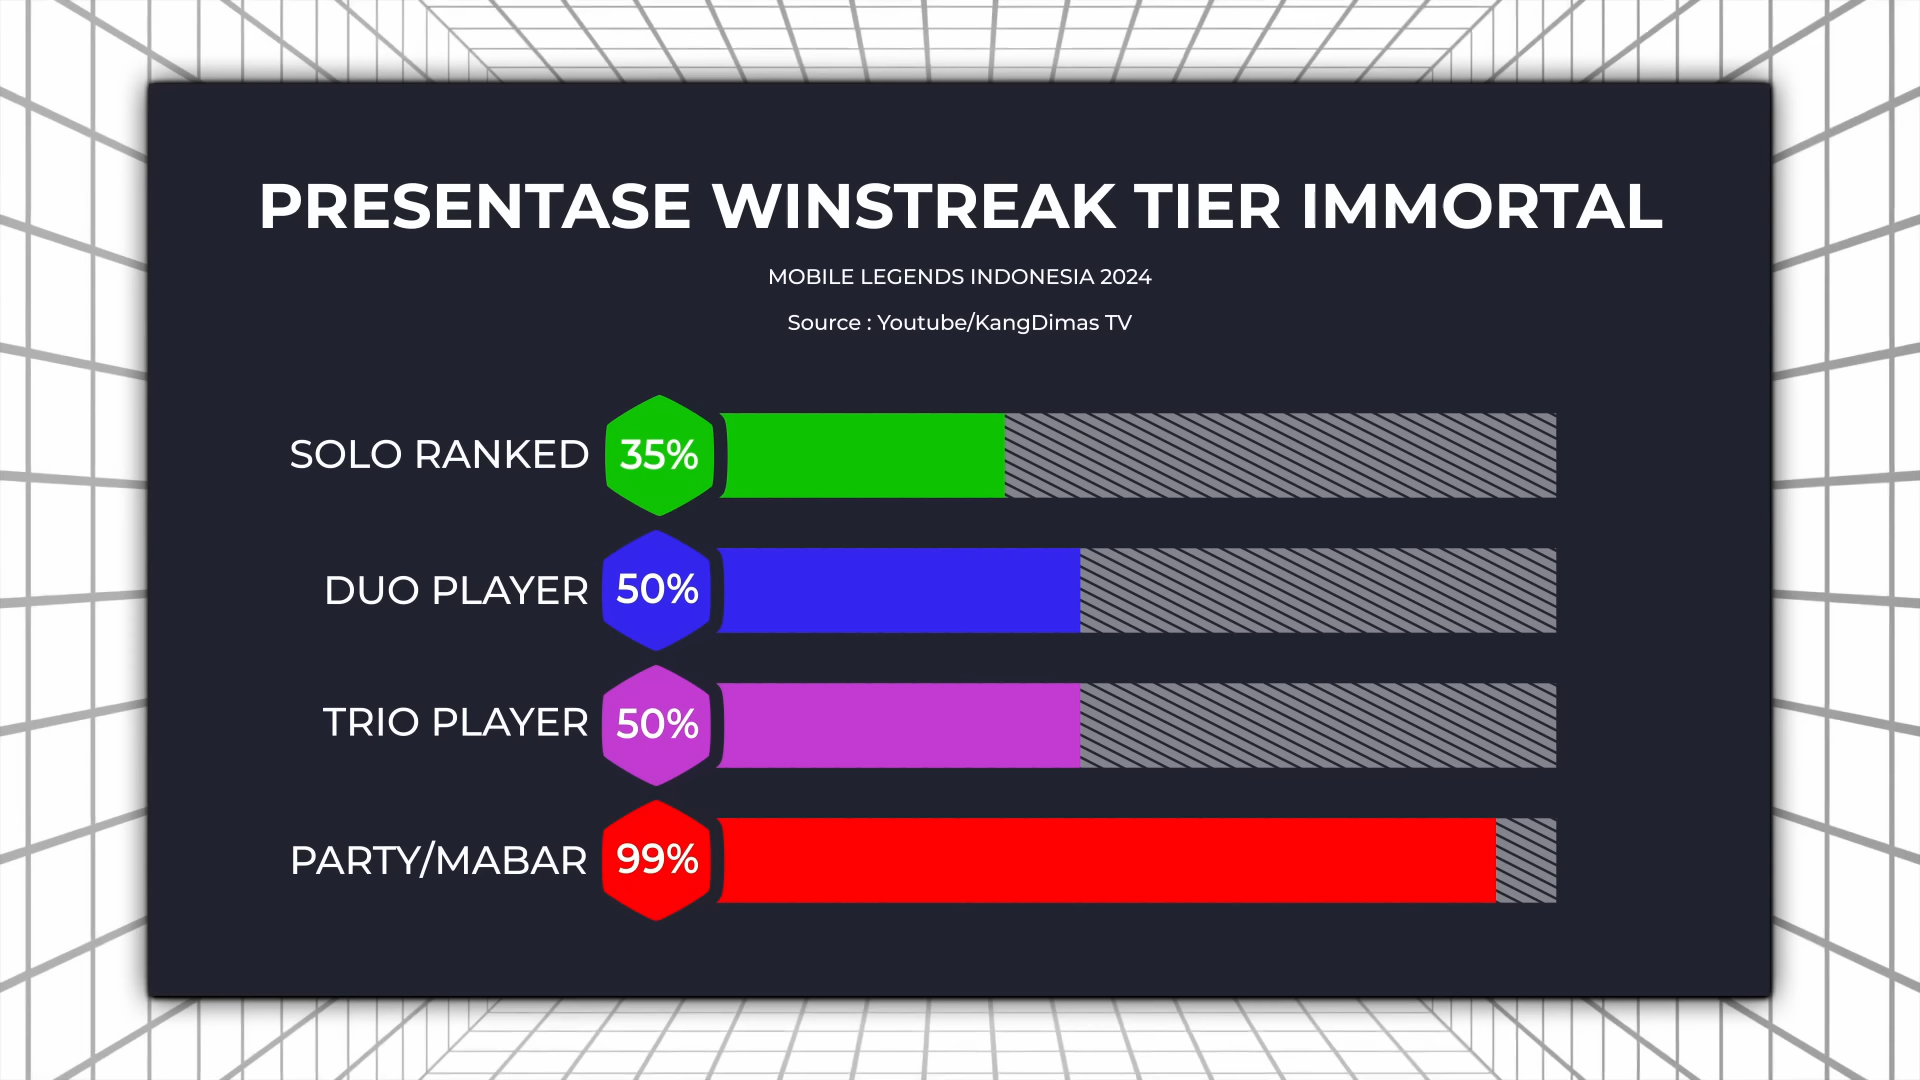 PRESENTASE WINSTREAK TIER IMMORTAL
MOBILE LEGENDS INDONESIA 2024
Source : Youtube/KangDimas TV
SOLO RANKED 35%
DUO PLAYER 50%
TRIO PLAYER 50%
PARTY/MABAR 99%